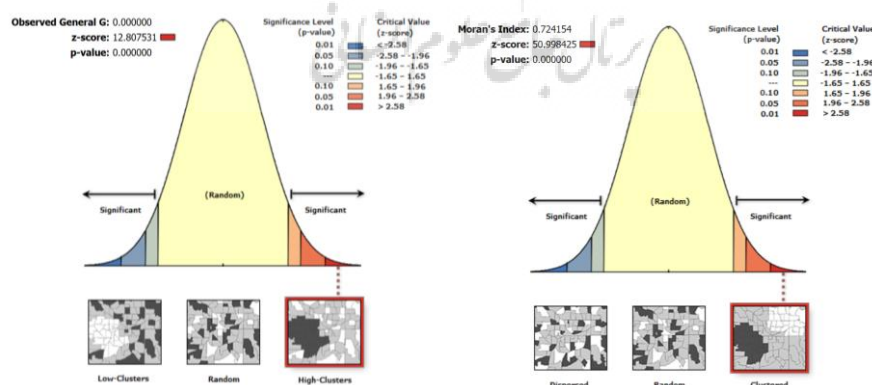 Observed General G: 0.000000
z-score: 12.807531
p-value: 0.000000
Significance Level
(p-value)
Critical Value
(z-score)
0.01 < -2.58
0.05 -2.58 - -1.96
0.10 -1.96 - -1.65
--- -1.65 - 1.65
0.10 1.65 - 1.96
0.05 1.96 - 2.58
0.01 > 2.58
(Random)
Significant
Significant
Low-Clusters
Random
High-Clusters
Moran's Index: 0.724154
z-score: 50.998425
p-value: 0.000000
Significance Level
(p-value)
Critical Value
(z-score)
0.01 < -2.58
0.05 -2.58 - -1.96
0.10 -1.96 - -1.65
--- -1.65 - 1.65
0.10 1.65 - 1.96
0.05 1.96 - 2.58
0.01 > 2.58
(Random)
Significant
Significant
Dispersed
Random
Clustered
پرتال جامع علوم انسانی